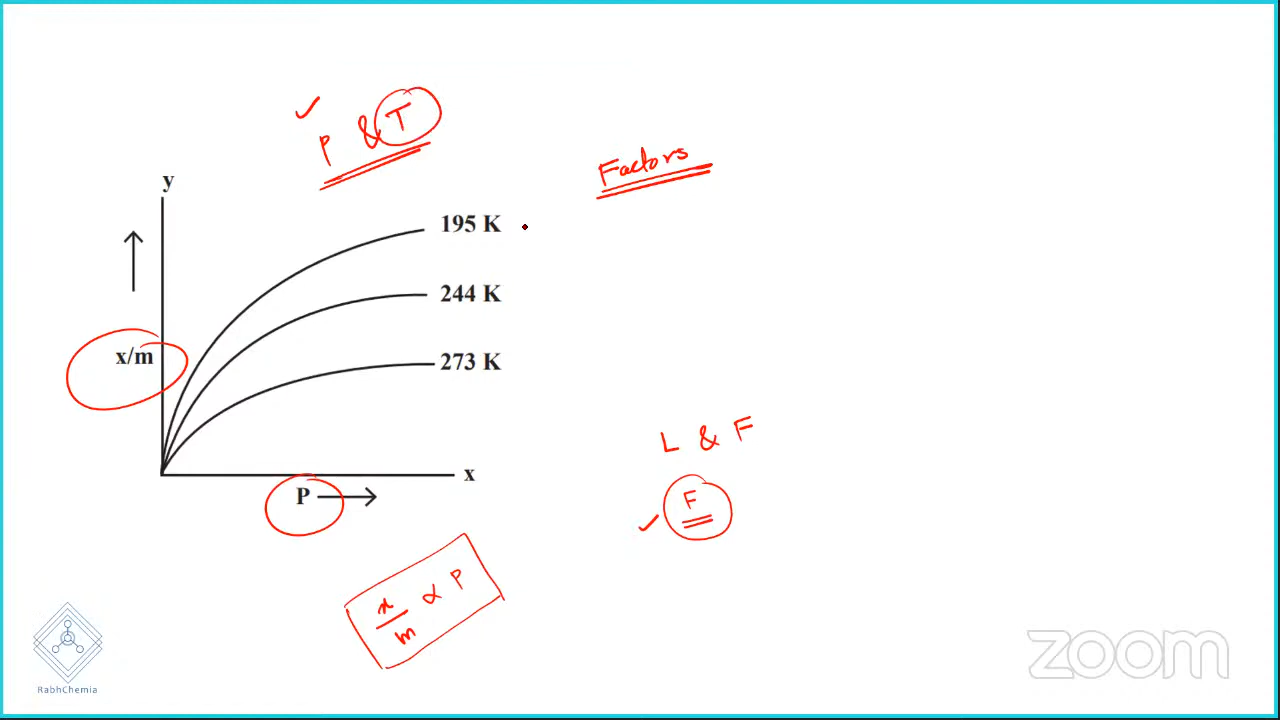 P & T
Factors
y
195 K
244 K
x/m
273 K
x
P
L & F
F
x/m ∝ P
RabhChemia
zoom